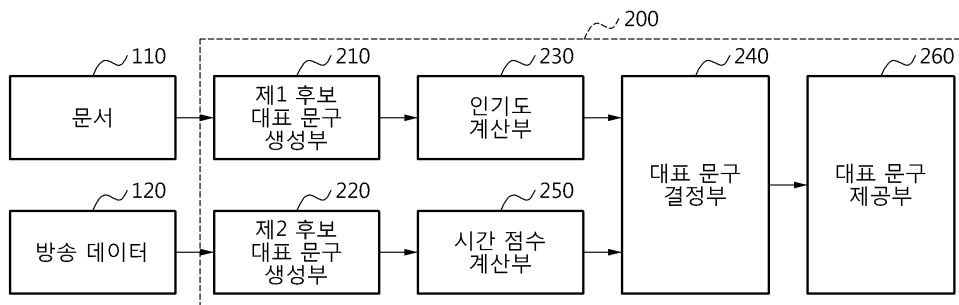 200
110
문서
210
제1 후보
대표 문구
생성부
230
인기도
계산부
240
대표 문구
결정부
260
대표 문구
제공부
120
방송 데이터
220
제2 후보
대표 문구
생성부
250
시간 점수
계산부